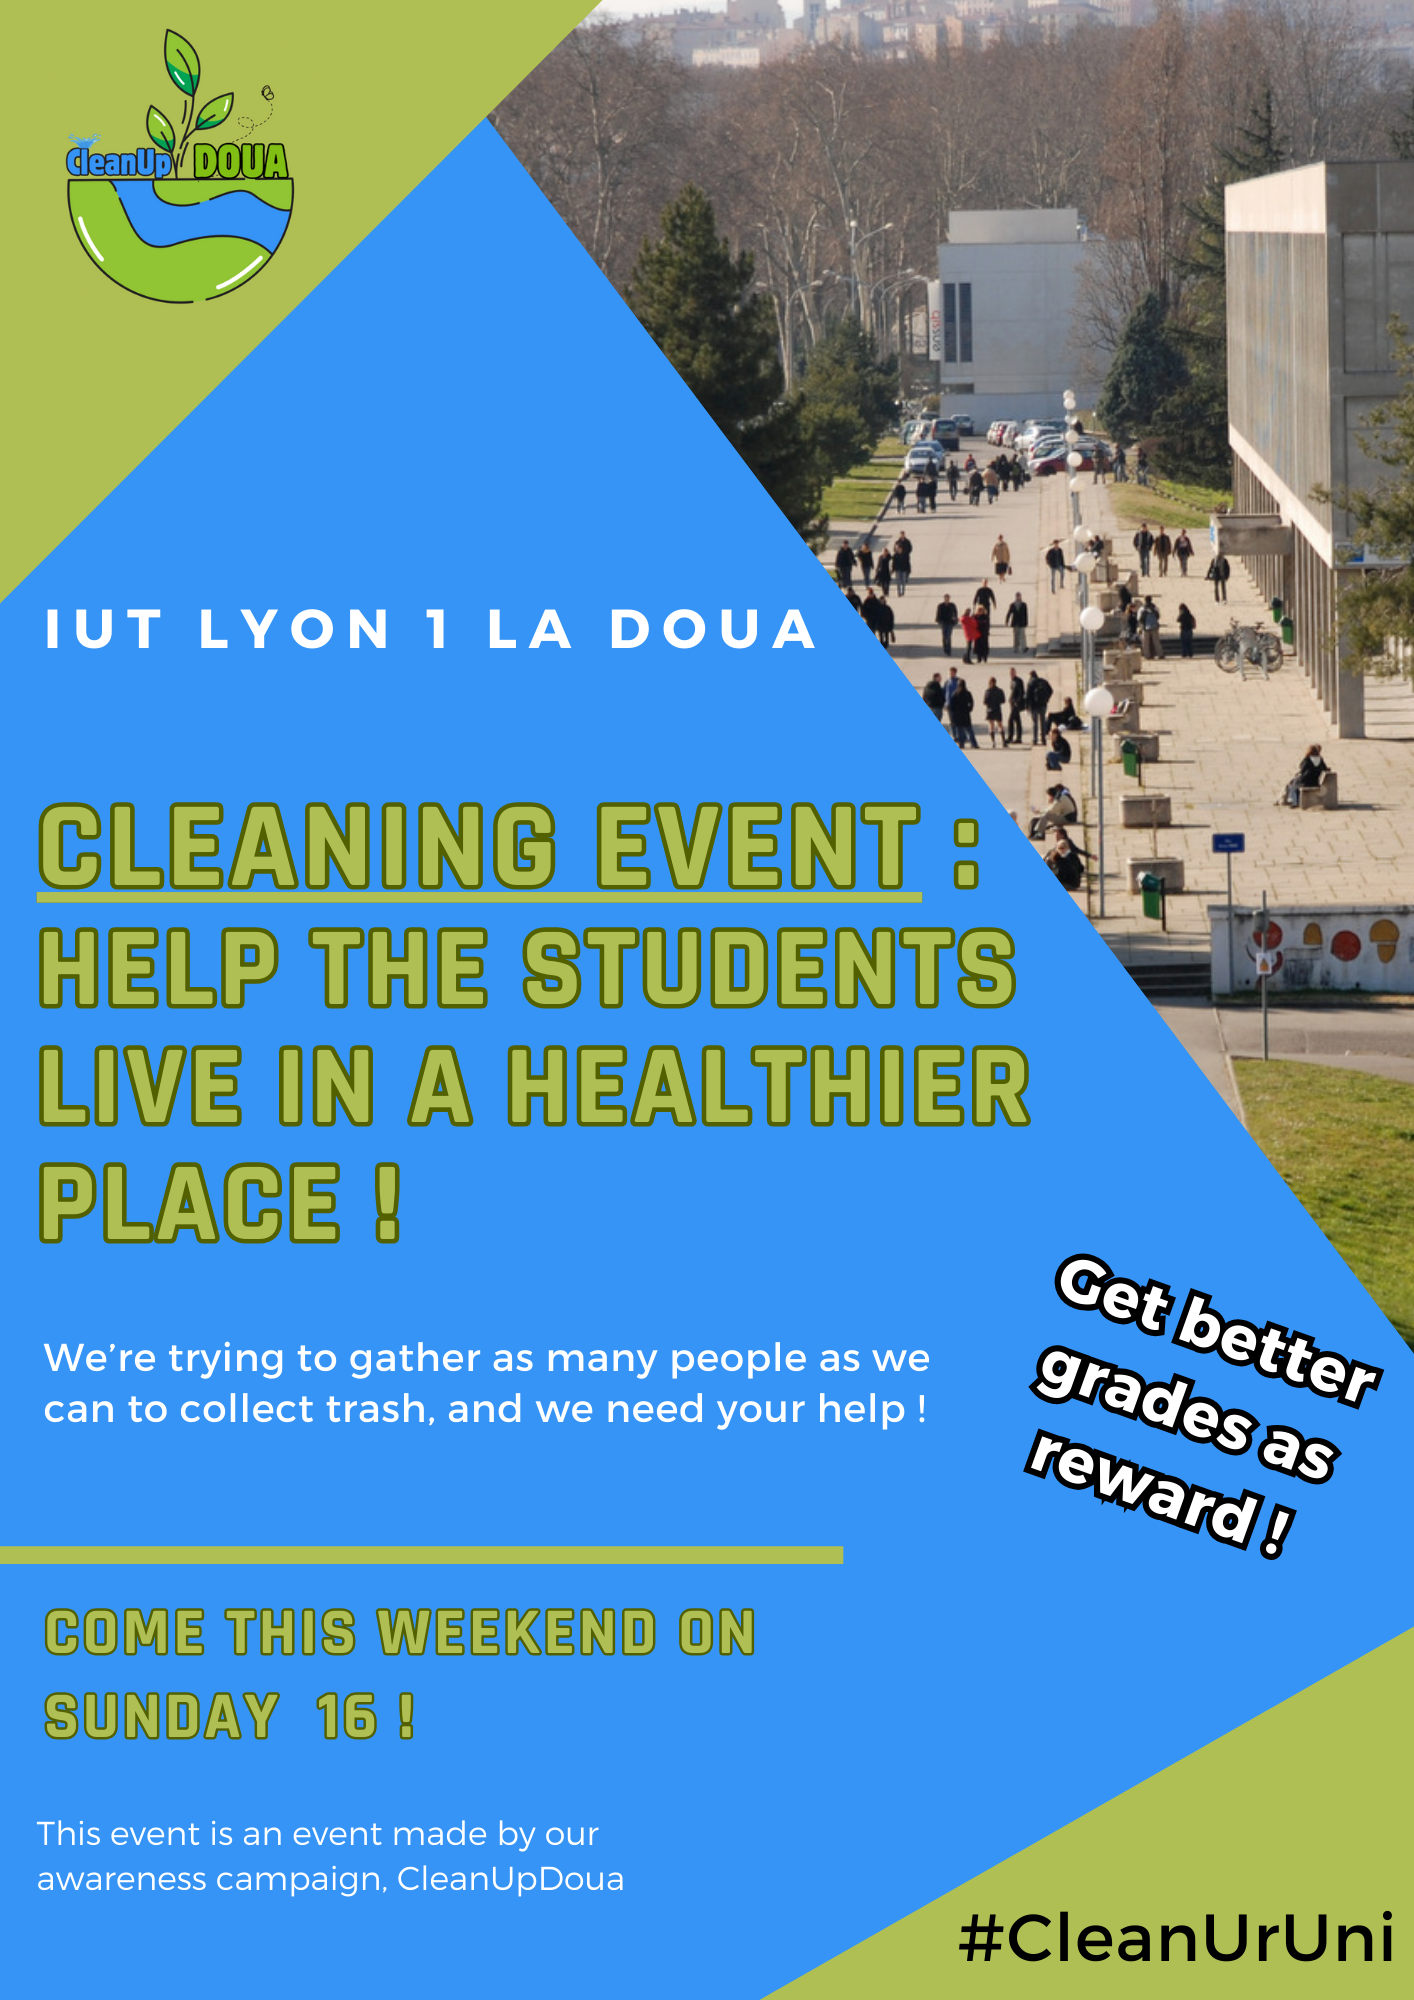 CleanUp DOUA
enssib
IUT LYON 1 LA DOUA
CLEANING EVENT :
HELP THE STUDENTS
LIVE IN A HEALTHIER
PLACE !
We’re trying to gather as many people as we
can to collect trash, and we need your help !
Get better
grades as
reward !
COME THIS WEEKEND ON
SUNDAY 16 !
This event is an event made by our
awareness campaign, CleanUpDoua
#CleanUrUni